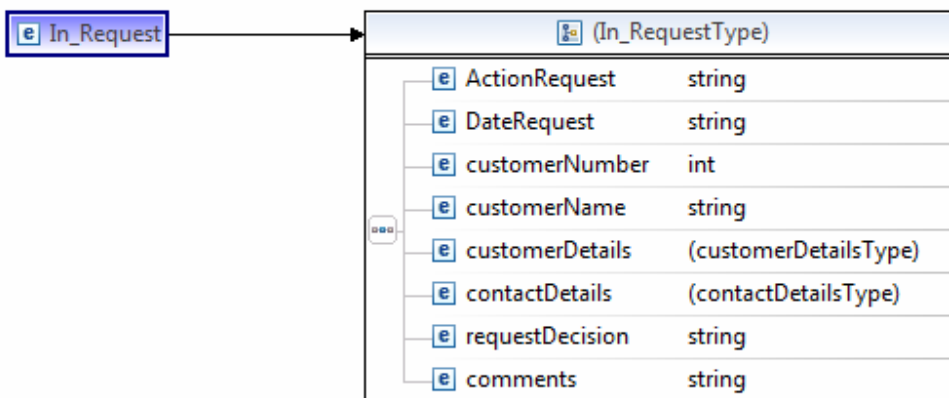 e In_Request
(In_RequestType)
e ActionRequest string
e DateRequest string
e customerNumber int
e customerName string
e customerDetails (customerDetailsType)
e contactDetails (contactDetailsType)
e requestDecision string
e comments string